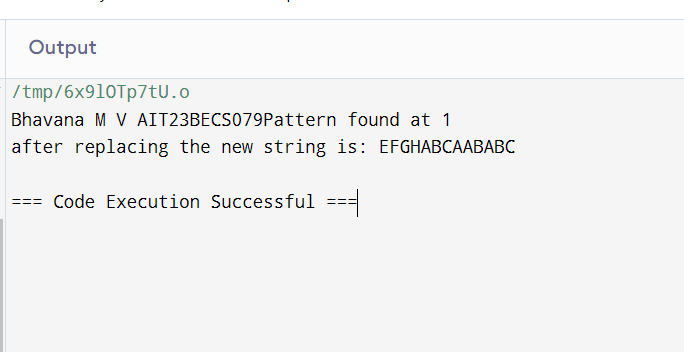 Output
/tmp/6x9lOTp7tU.o
Bhavana M V AIT23BECS079Pattern found at 1
after replacing the new string is: EFGHABCAABABC
=== Code Execution Successful ===